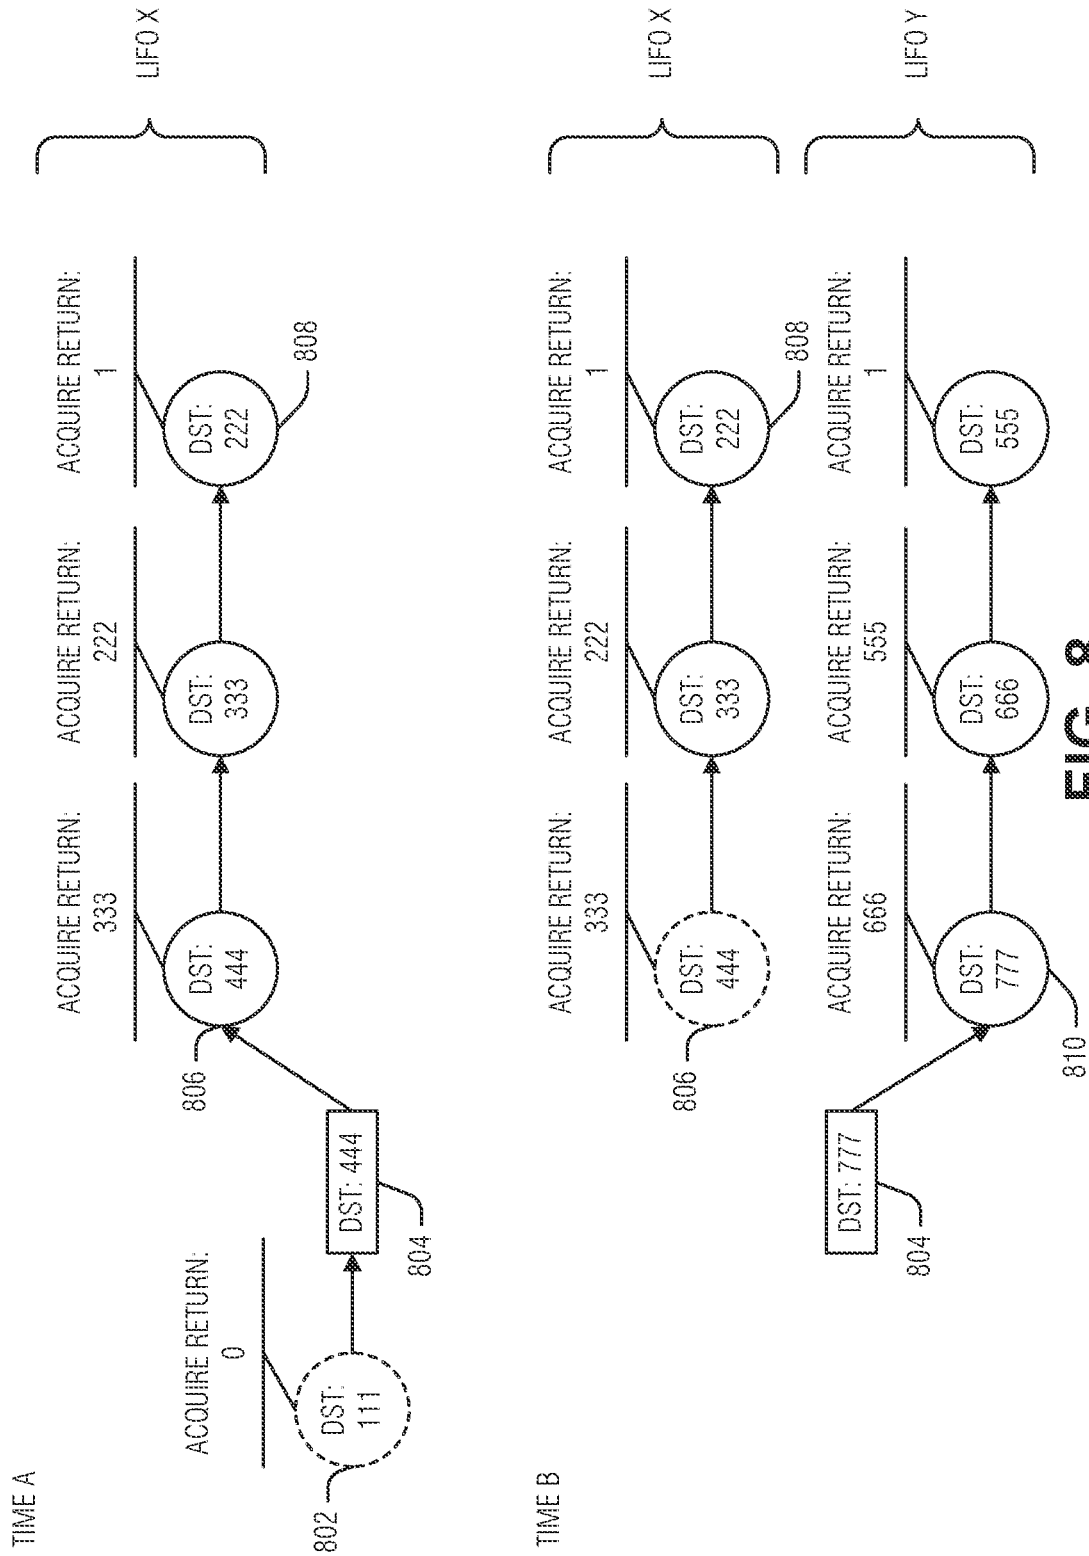 TIME A
ACQUIRE RETURN:
333
ACQUIRE RETURN:
222
ACQUIRE RETURN:
1
LIFO X
806
DST:
444
DST:
333
DST:
222
808
ACQUIRE RETURN:
0
802
DST:
111
DST: 444
804
TIME B
ACQUIRE RETURN:
333
ACQUIRE RETURN:
222
ACQUIRE RETURN:
1
LIFO X
806
DST:
444
DST:
333
DST:
222
808
ACQUIRE RETURN:
666
ACQUIRE RETURN:
555
ACQUIRE RETURN:
1
LIFO Y
DST: 777
804
DST:
777
DST:
666
DST:
555
810
FIG. 8